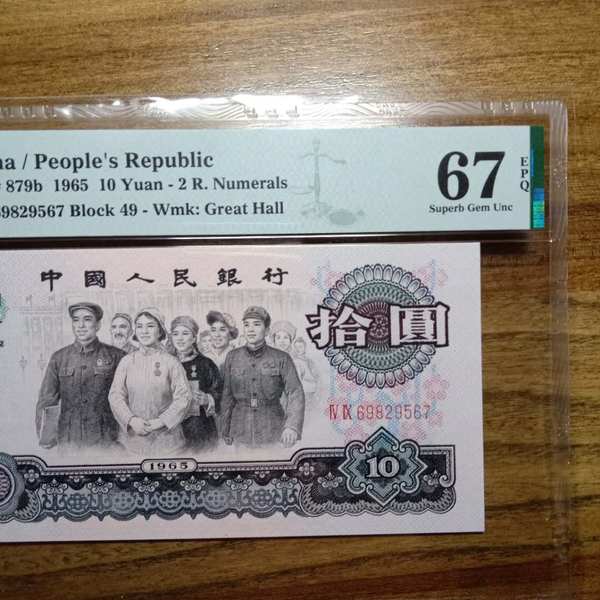 na / People's Republic
# 879b 1965 10 Yuan - 2 R. Numerals
69829567 Block 49 - Wmk: Great Hall
67
EPQ
Superb Gem Unc
中國人民銀行
拾圓
IV IX 69829567
1965
10